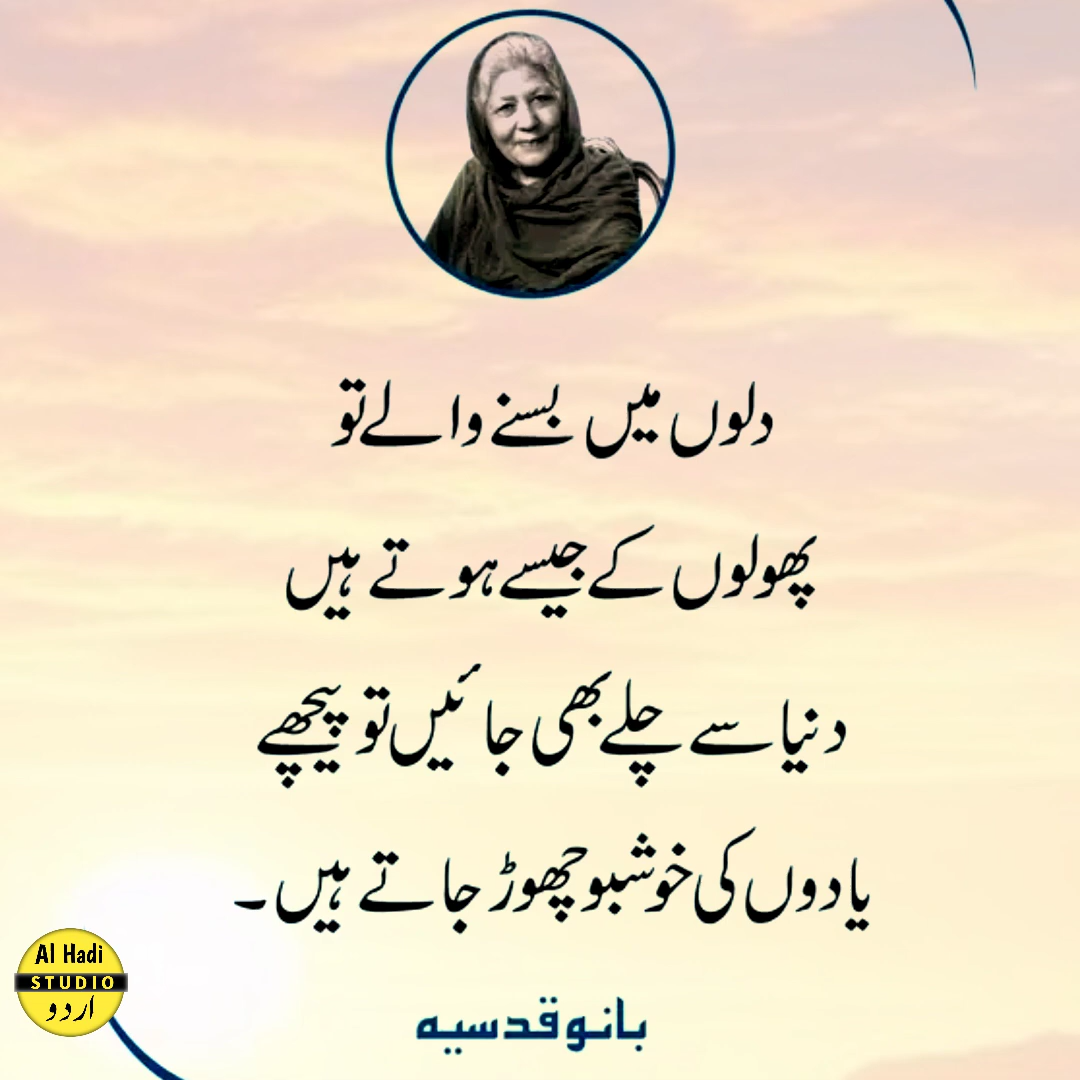 دلوں میں بسنے والے تو
پھولوں کے جیسے ہوتے ہیں
دنیا سے چلے بھی جائیں تو پیچھے
یادوں کی خوشبو چھوڑ جاتے ہیں۔
Al Hadi
STUDIO
اردو
بانو قدسیہ